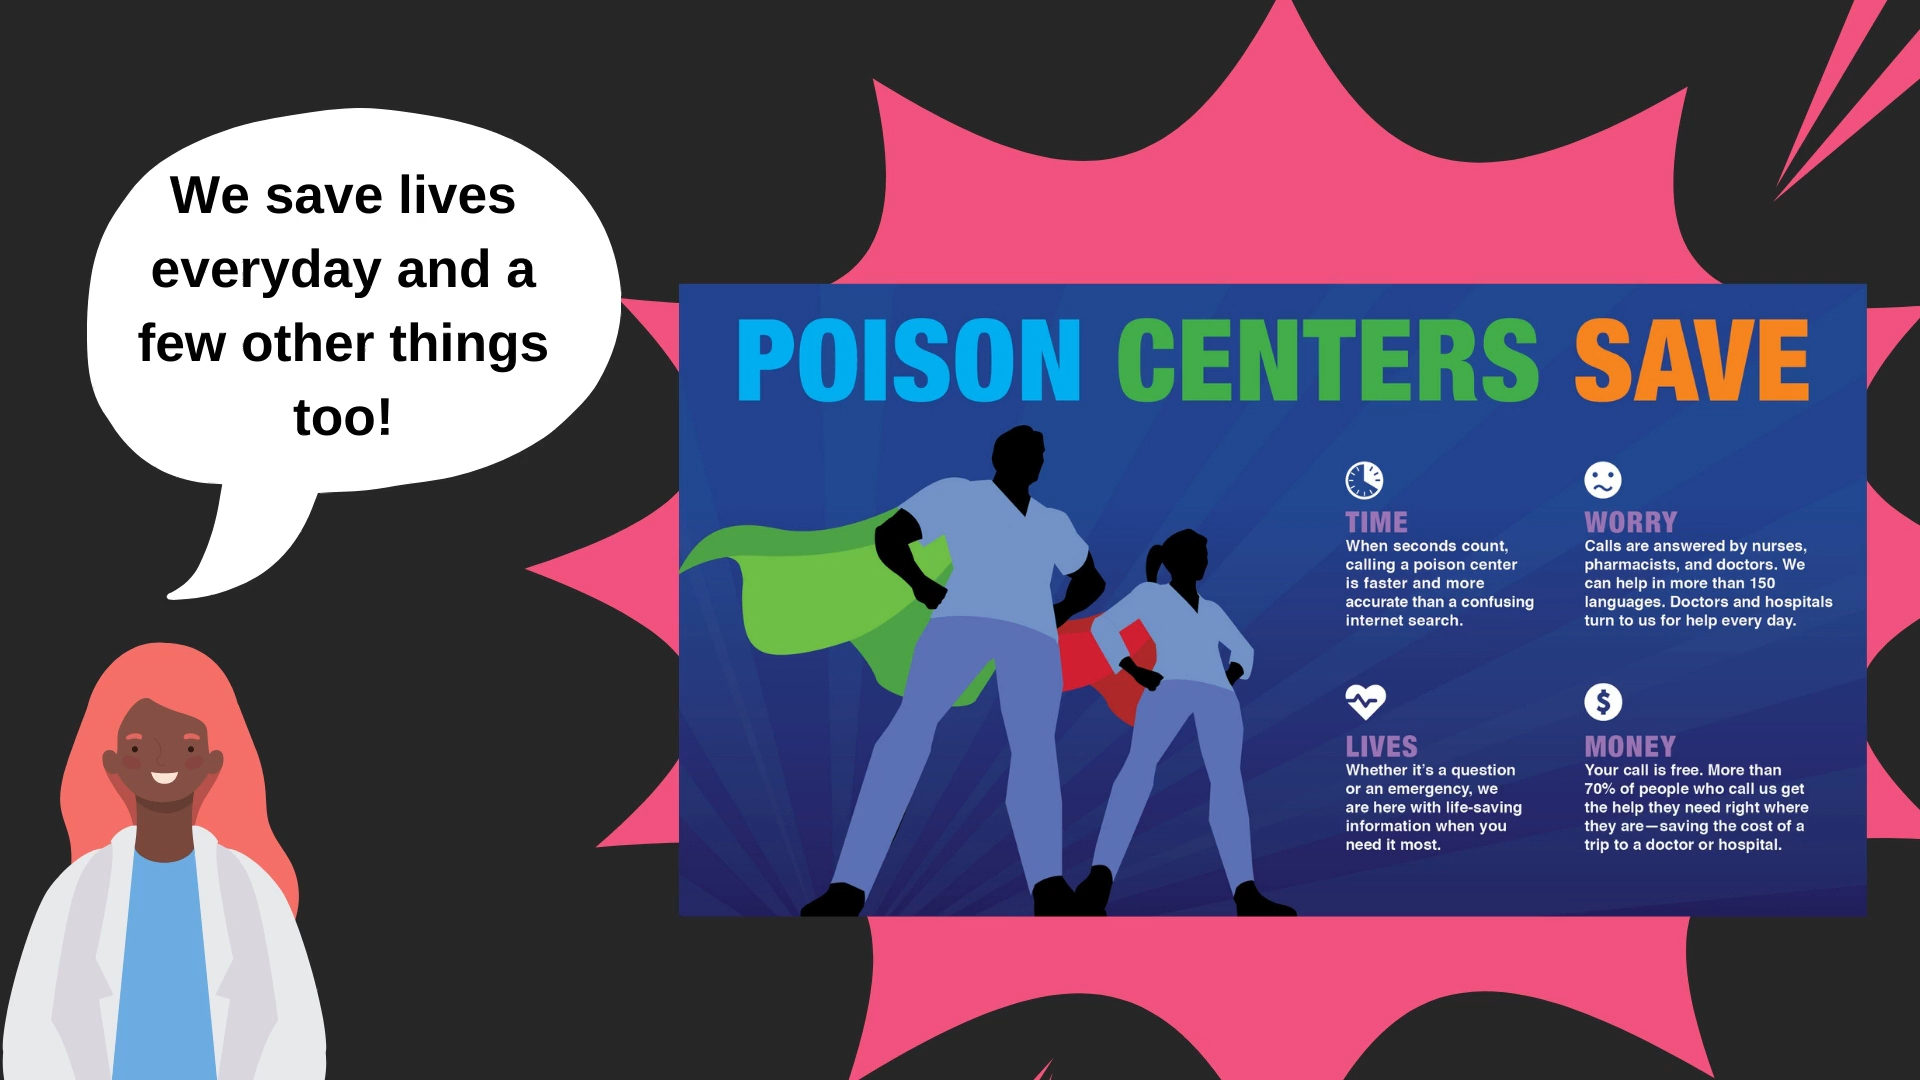 We save lives
everyday and a
few other things
too!
POISON CENTERS SAVE
TIME
When seconds count,
calling a poison center
is faster and more
accurate than a confusing
internet search.
WORRY
Calls are answered by nurses,
pharmacists, and doctors. We
can help in more than 150
languages. Doctors and hospitals
turn to us for help every day.
LIVES
Whether it’s a question
or an emergency, we
are here with life-saving
information when you
need it most.
$
MONEY
Your call is free. More than
70% of people who call us get
the help they need right where
they are—saving the cost of a
trip to a doctor or hospital.